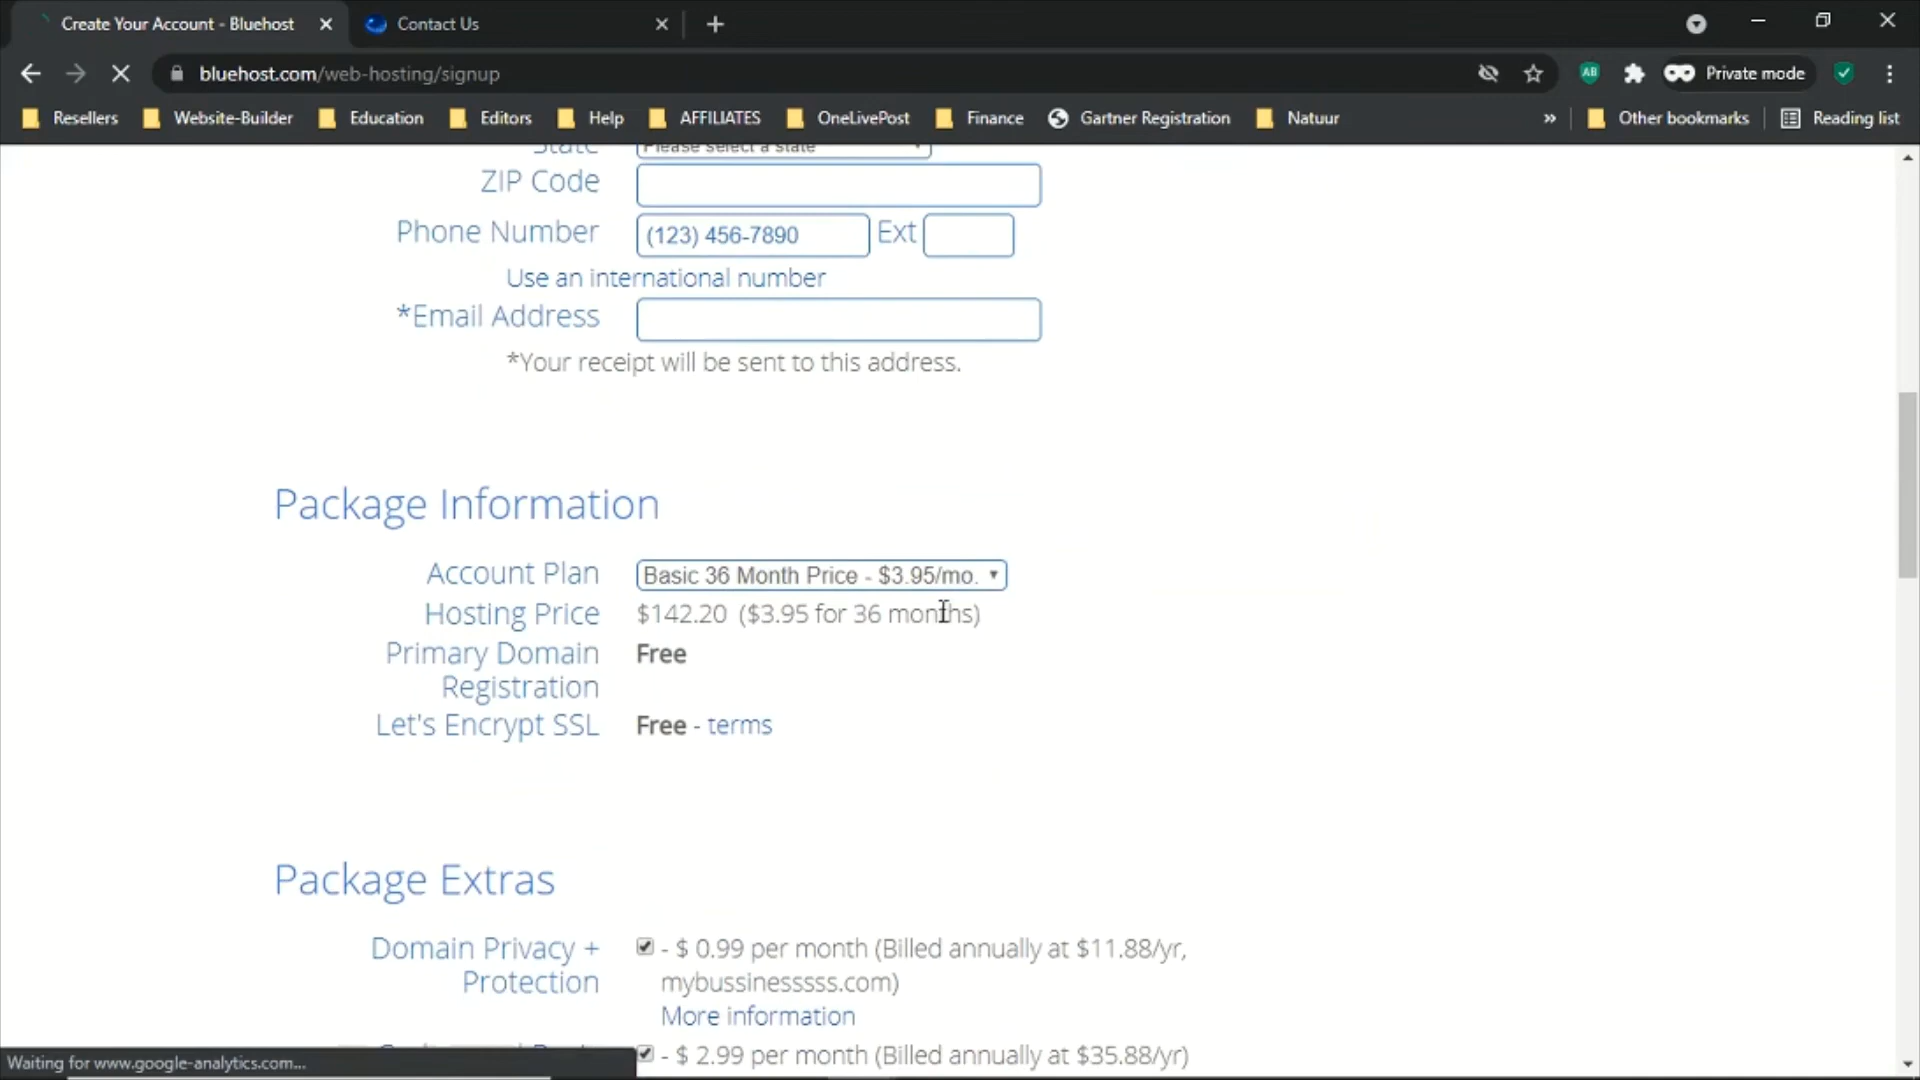 Create Your Account - Bluehost
Contact Us
bluehost.com/web-hosting/signup
AB
Private mode
Resellers
Website-Builder
Education
Editors
Help
AFFILIATES
OneLivePost
Finance
Gartner Registration
Natuur
»
Other bookmarks
Reading list
State
Please select a state
ZIP Code
Phone Number
(123) 456-7890
Ext
Use an international number
*Email Address
*Your receipt will be sent to this address.
Package Information
Account Plan
Basic 36 Month Price - $3.95/mo.
Hosting Price
$142.20 ($3.95 for 36 months)
Primary Domain
Registration
Free
Let's Encrypt SSL
Free - terms
Package Extras
Domain Privacy +
Protection
- $ 0.99 per month (Billed annually at $11.88/yr,
mybussinesssss.com)
More information
- $ 2.99 per month (Billed annually at $35.88/yr)
Waiting for www.google-analytics.com...